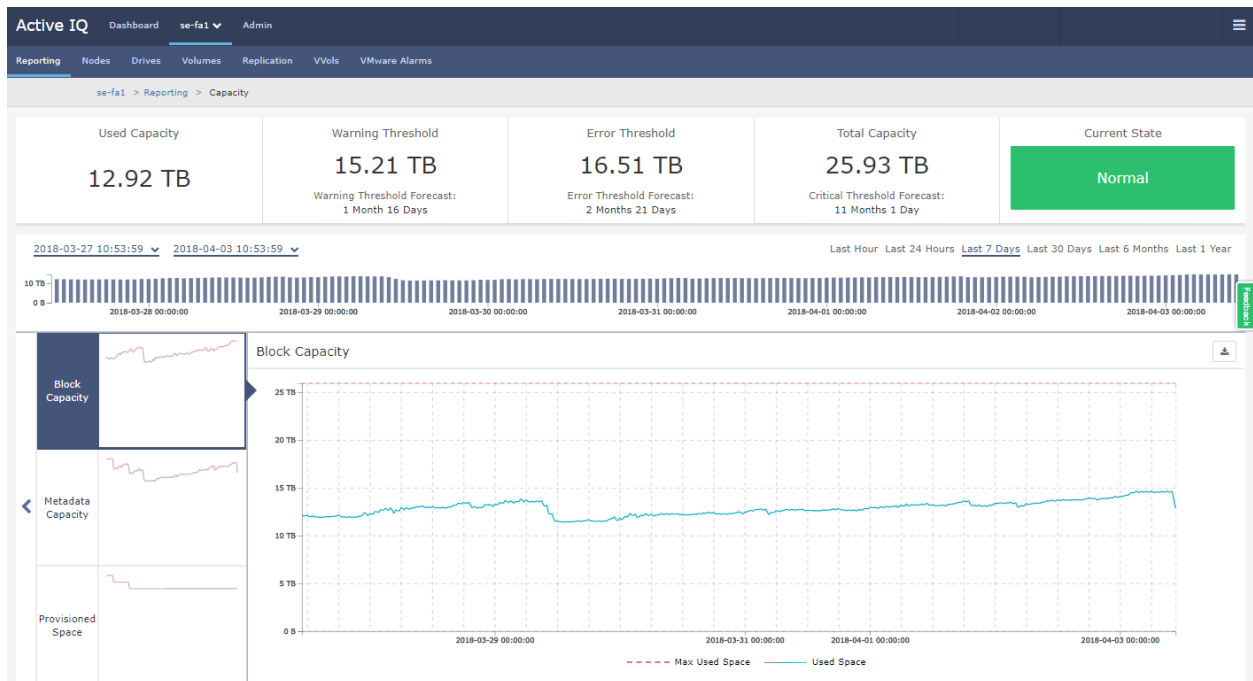 Active IQ Dashboard se-fa1 Admin
Reporting Nodes Drives Volumes Replication VVols VMware Alarms
se-fa1 > Reporting > Capacity
Used Capacity
12.92 TB
Warning Threshold
15.21 TB
Warning Threshold Forecast:
1 Month 16 Days
Error Threshold
16.51 TB
Error Threshold Forecast:
2 Months 21 Days
Total Capacity
25.93 TB
Critical Threshold Forecast:
11 Months 1 Day
Current State
Normal
2018-03-27 10:53:59 2018-04-03 10:53:59 Last Hour Last 24 Hours Last 7 Days Last 30 Days Last 6 Months Last 1 Year
10 TB
0 B
2018-03-28 00:00:00 2018-03-29 00:00:00 2018-03-30 00:00:00 2018-03-31 00:00:00 2018-04-01 00:00:00 2018-04-02 00:00:00 2018-04-03 00:00:00
Feedback
Block
Capacity
Metadata
Capacity
Provisioned
Space
Block Capacity
25 TB
20 TB
15 TB
10 TB
5 TB
0 B
2018-03-29 00:00:00 2018-03-31 00:00:00 2018-04-01 00:00:00 2018-04-03 00:00:00
Max Used Space Used Space